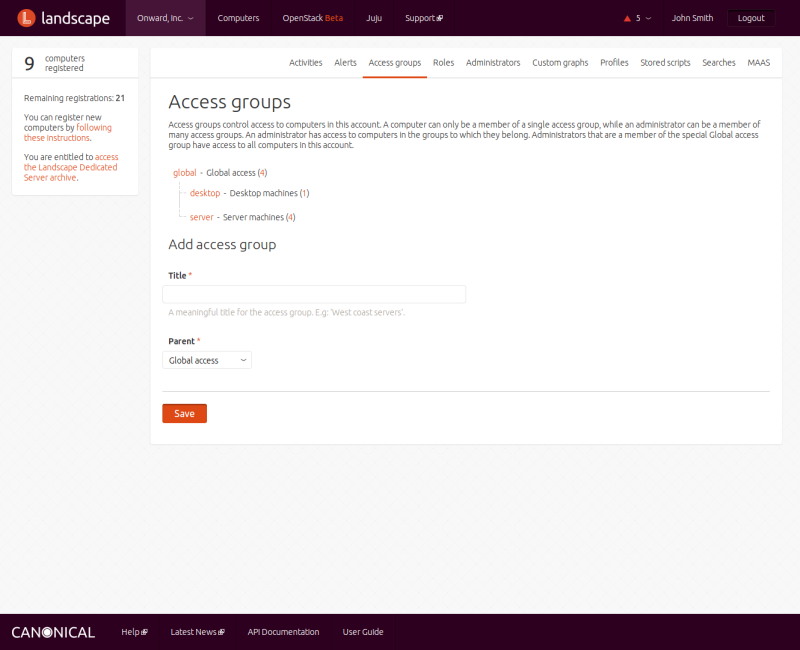 landscape
Onward, Inc.
Computers
OpenStack Beta
Juju
Support
5
John Smith
Logout
9 computers
registered
Remaining registrations: 21
You can register new
computers by following
these instructions.
You are entitled to access
the Landscape Dedicated
Server archive.
Activities
Alerts
Access groups
Roles
Administrators
Custom graphs
Profiles
Stored scripts
Searches
MAAS
Access groups
Access groups control access to computers in this account. A computer can only be a member of a single access group, while an administrator can be a member of
many access groups. An administrator has access to computers in the groups to which they belong. Administrators that are a member of the special Global access
group have access to all computers in this account.
global - Global access (4)
desktop - Desktop machines (1)
server - Server machines (4)
Add access group
Title *
A meaningful title for the access group. E.g: 'West coast servers'.
Parent *
Global access
Save
CANONICAL
Help
Latest News
API Documentation
User Guide